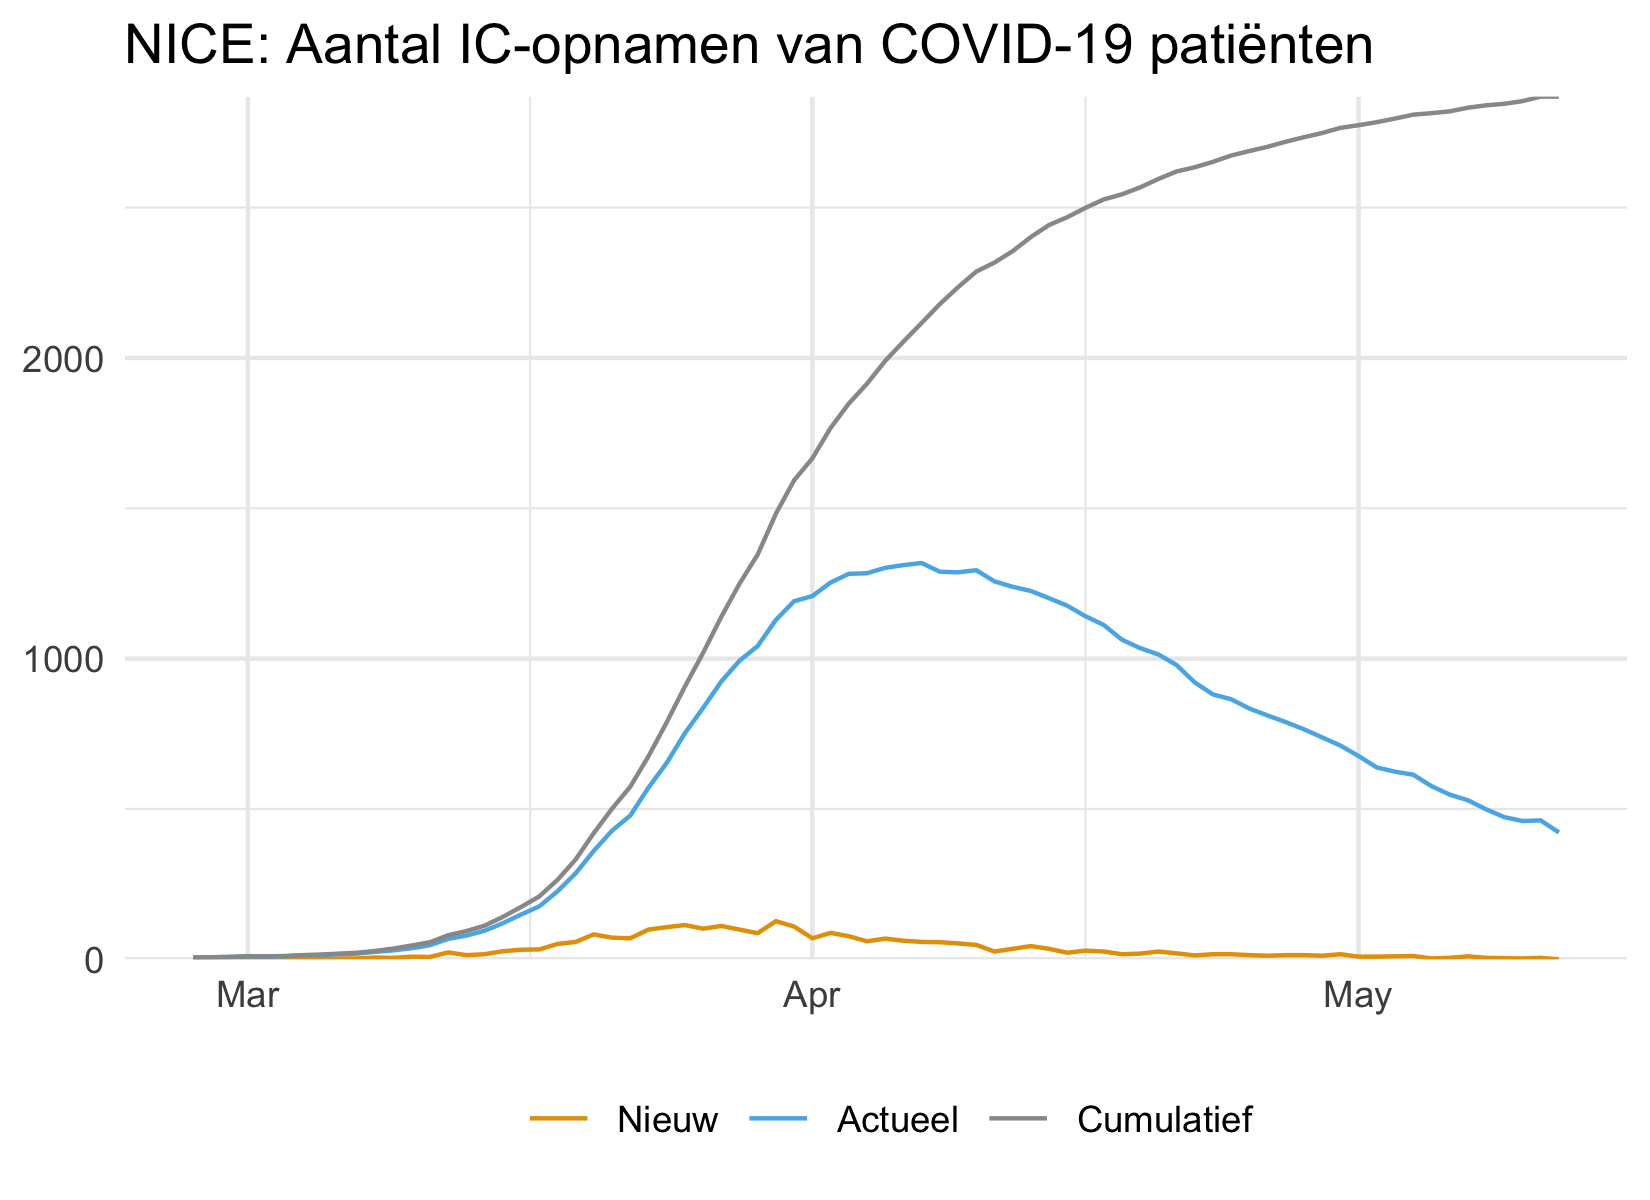 NICE: Aantal IC-opnamen van COVID-19 patiënten
2000
1000
0
Mar Apr May
Nieuw Actueel Cumulatief